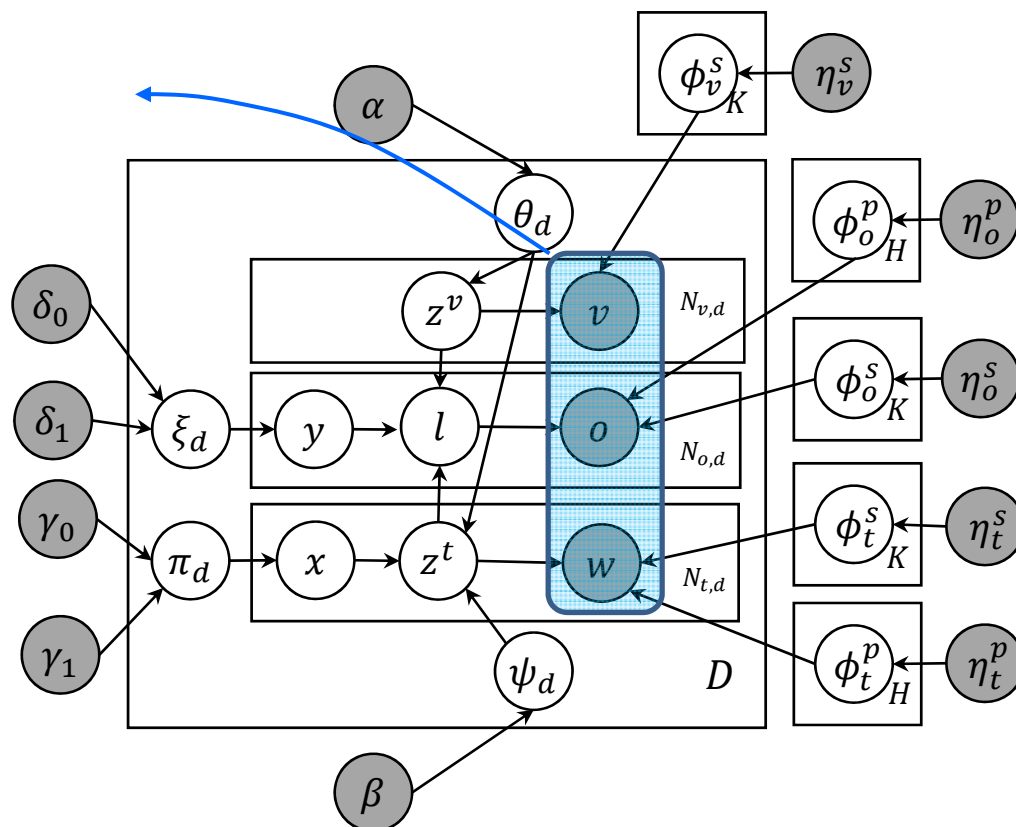 ϕ_v^s K η_v^s
α
θ_d ϕ_o^p H η_o^p
δ_0 z^v v N_{v,d}
ϕ_o^s K η_o^s
δ_1 ξ_d y l o N_{o,d}
γ_0 ϕ_t^s K η_t^s
π_d x z^t w N_{t,d}
γ_1 ψ_d D ϕ_t^p H η_t^p
β